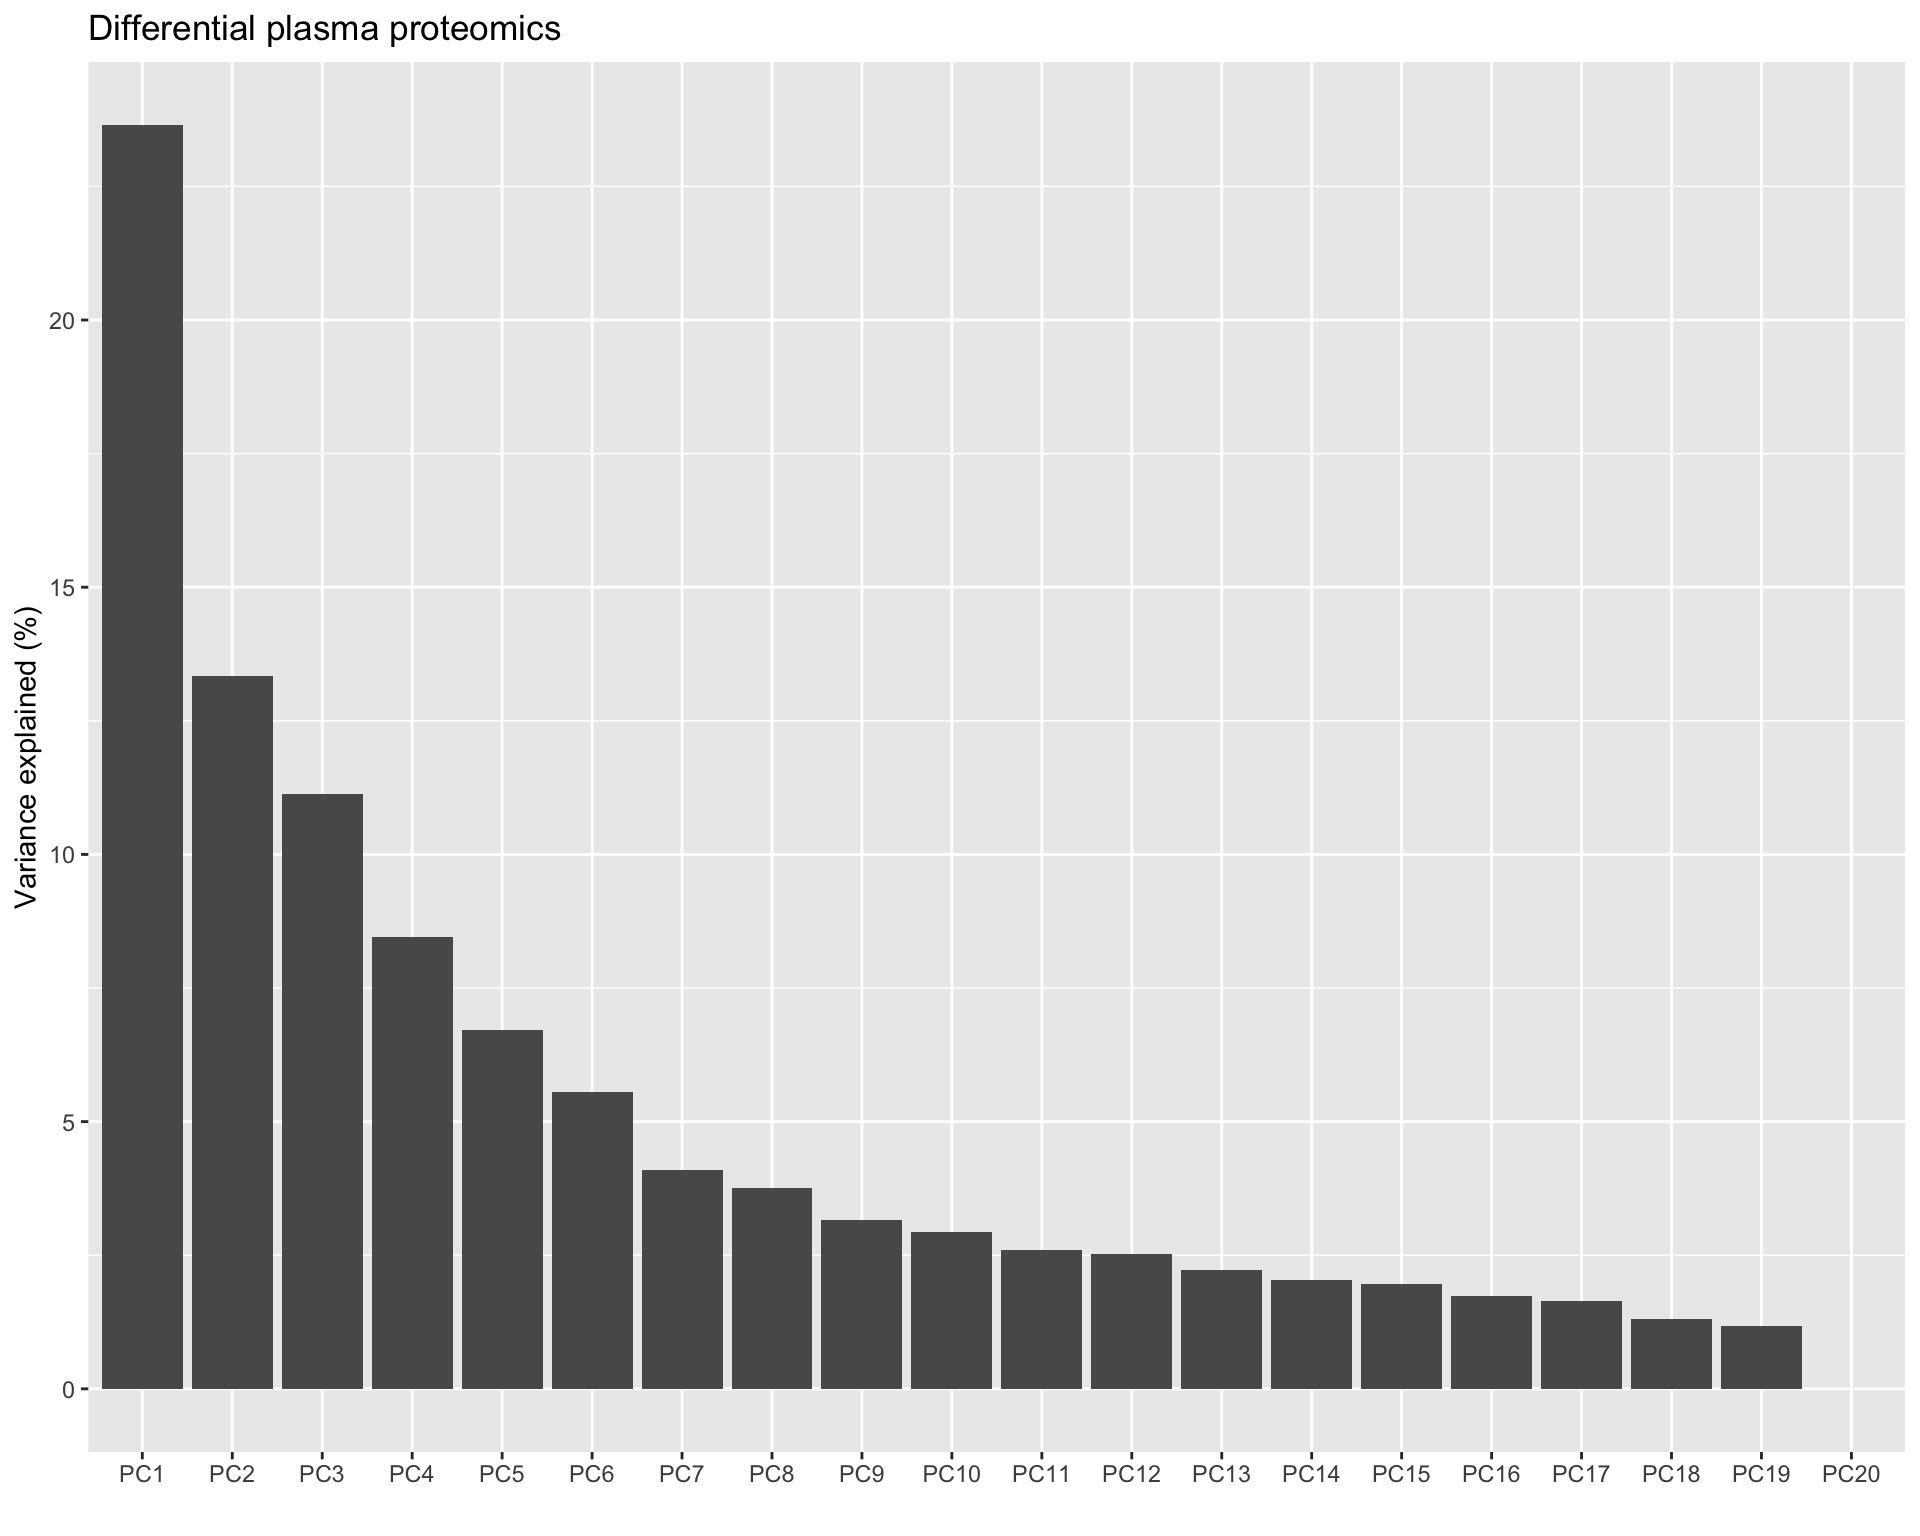 Differential plasma proteomics
Variance explained (%)
20
15
10
5
0
PC1 PC2 PC3 PC4 PC5 PC6 PC7 PC8 PC9 PC10 PC11 PC12 PC13 PC14 PC15 PC16 PC17 PC18 PC19 PC20